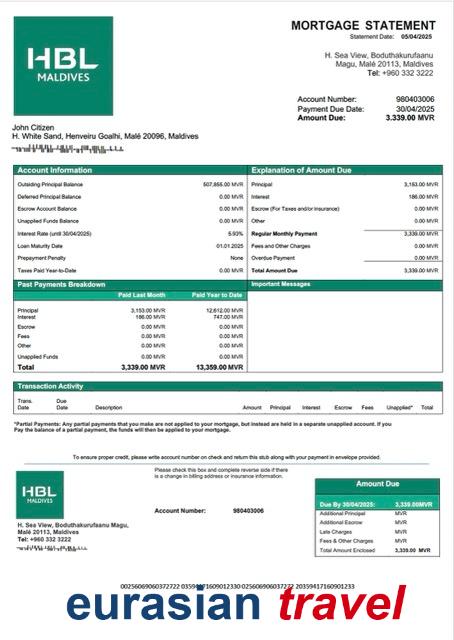 HBL
MALDIVES
MORTGAGE STATEMENT
Statement Date: 05/04/2025
H. Sea View, Boduthakurufaanu
Magu, Malé 20113, Maldives
Tel: +960 332 3222
Account Number: 980403006
Payment Due Date: 30/04/2025
Amount Due: 3.339.00 MVR
John Citizen
H. White Sand, Henveiru Goalhi, Malé 20096, Maldives
Account Information
Outsiding Principal Balance 507,855.00 MVR
Deferred Principal Balance 0.00 MVR
Escrow Account Balance 0.00 MVR
Unapplied Funds Balance 0.00 MVR
Interest Rate (until 30/04/2025) 5.93%
Loan Maturity Date 01.01.2025
Prepayment Penalty None
Taxes Paid Year-to-Date 0.00 MVR
Explanation of Amount Due
Principal 3,153.00 MVR
Interest 186.00 MVR
Escrow (For Taxes and/or Insurance) 0.00 MVR
Other 0.00 MVR
Regular Monthly Payment 3,339.00 MVR
Fees and Other Charges 0.00 MVR
Overdue Payment 0.00 MVR
Total Amount Due 3,339.00 MVR
Past Payments Breakdown
Paid Last Month Paid Year to Date
Principal 3,153.00 MVR 12,612.00 MVR
Interest 186.00 MVR 747.00 MVR
Escrow 0.00 MVR 0.00 MVR
Fees 0.00 MVR 0.00 MVR
Other 0.00 MVR 0.00 MVR
Unapplied Funds 0.00 MVR 0.00 MVR
Total 3,339.00 MVR 13,359.00 MVR
Important Messages
Transaction Activity
Trans. Date Due Date Description Amount Principal Interest Escrow Fees Unapplied* Total
*Partial Payments: Any partial payments that you make are not applied to your mortgage, but instead are held in a separate unapplied account. If you
Pay the balance of a partial payment, the funds will then be applied to your mortgage.
To ensure proper credit, please write account number on check and return this stub along with your payment in envelope provided.
HBL
MALDIVES
Please check this box and complete reverse side if there
is a change in billing address or insurance information.
Account Number: 980403006
H. Sea View, Boduthakurufaanu Magu,
Malé 20113, Maldives
Tel: +960 332 3222
Amount Due
Due By 30/04/2025: 3,339.00MVR
Additional Principal MVR
Additional Escrow MVR
Late Charges MVR
Fees & Other Charges MVR
Total Amount Enclosed 3,339.00 MVR
eurasian travel